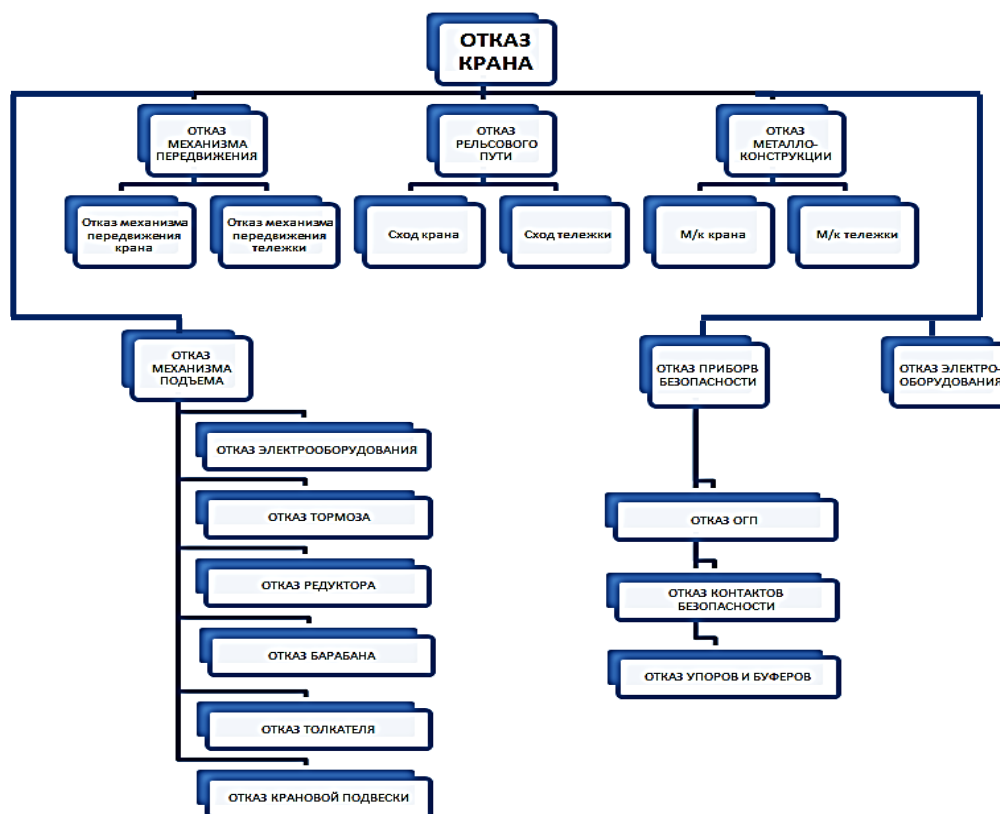 ОТКАЗ
КРАНА
ОТКАЗ
МЕХАНИЗМА
ПЕРЕДВИЖЕНИЯ
ОТКАЗ
РЕЛЬСОВОГО
ПУТИ
ОТКАЗ
МЕТАЛЛО-
КОНСТРУКЦИИ
Отказ механизма
передвижения
крана
Отказ механизма
передвижения
тележки
Сход крана
Сход тележки
М/к крана
М/к тележки
ОТКАЗ
МЕХАНИЗМА
ПОДЪЕМА
ОТКАЗ ПРИБОРВ
БЕЗОПАСНОСТИ
ОТКАЗ ЭЛЕКТРО-
ОБОРУДОВАНИЯ
ОТКАЗ ЭЛЕКТРООБОРУДОВАНИЯ
ОТКАЗ ТОРМОЗА
ОТКАЗ РЕДУКТОРА
ОТКАЗ БАРАБАНА
ОТКАЗ ТОЛКАТЕЛЯ
ОТКАЗ КРАНОВОЙ ПОДВЕСКИ
ОТКАЗ ОГП
ОТКАЗ КОНТАКТОВ
БЕЗОПАСНОСТИ
ОТКАЗ УПОРОВ И БУФЕРОВ